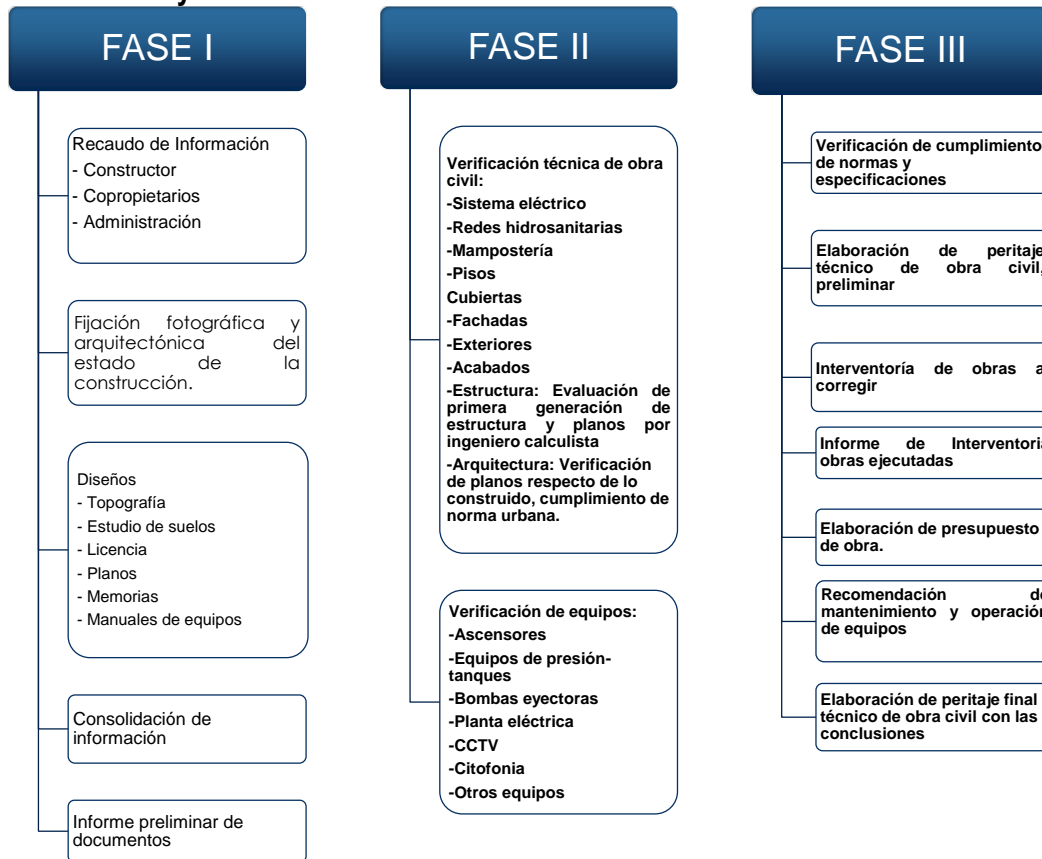 FASE I
Recaudo de Información
- Constructor
- Copropietarios
- Administración
Fijación fotográfica y
arquitectónica del
estado de la
construcción.
Diseños
- Topografía
- Estudio de suelos
- Licencia
- Planos
- Memorias
- Manuales de equipos
Consolidación de
información
Informe preliminar de
documentos
FASE II
Verificación técnica de obra
civil:
-Sistema eléctrico
-Redes hidrosanitarias
-Mampostería
-Pisos
Cubiertas
-Fachadas
-Exteriores
-Acabados
-Estructura: Evaluación de
primera generación de
estructura y planos por
ingeniero calculista
-Arquitectura: Verificación
de planos respecto de lo
construido, cumplimiento de
norma urbana.
Verificación de equipos:
-Ascensores
-Equipos de presión-
tanques
-Bombas eyectoras
-Planta eléctrica
-CCTV
-Citofonia
-Otros equipos
FASE III
Verificación de cumplimiento
de normas y
especificaciones
Elaboración de peritaje
técnico de obra civil,
preliminar
Interventoría de obras a
corregir
Informe de Interventoria
obras ejecutadas
Elaboración de presupuesto
de obra.
Recomendación de
mantenimiento y operación
de equipos
Elaboración de peritaje final
técnico de obra civil con las
conclusiones